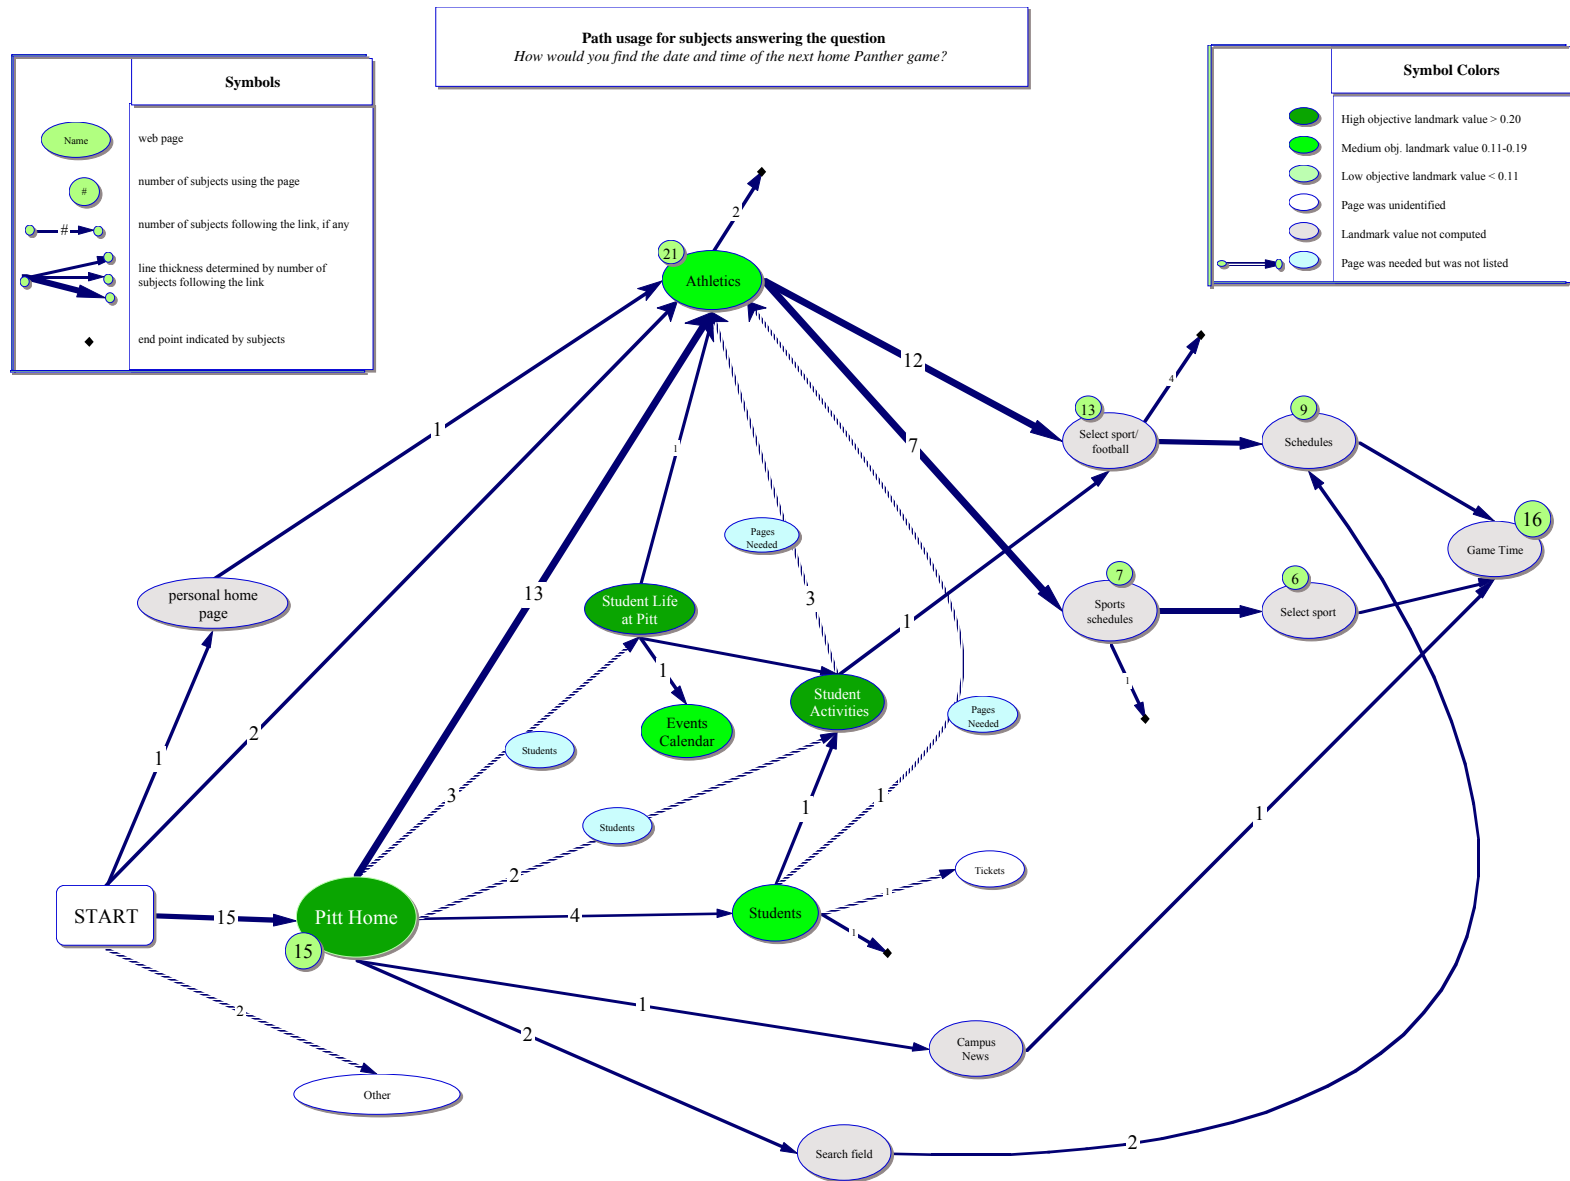 Path usage for subjects answering the question
How would you find the date and time of the next home Panther game?
Symbols
Name
web page
#
number of subjects using the page
#
number of subjects following the link, if any
line thickness determined by number of
subjects following the link
end point indicated by subjects
Symbol Colors
High objective landmark value > 0.20
Medium obj. landmark value 0.11-0.19
Low objective landmark value < 0.11
Page was unidentified
Landmark value not computed
Page was needed but was not listed
2
21
Athletics
12
4
13
Select sport/
football
9
Schedules
1
7
1
16
Game Time
Pages
Needed
personal home
page
13
Student Life
at Pitt
3
1
7
Sports
schedules
6
Select sport
1
1
Student
Activities
Events
Calendar
Pages
Needed
2
1
Students
3
1
1
1
Students
2
Tickets
1
START
15
Pitt Home
15
4
Students
1
2
1
2
Campus
News
Other
Search field
2